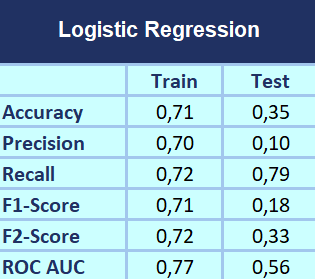 Logistic Regression
Train Test
Accuracy 0,71 0,35
Precision 0,70 0,10
Recall 0,72 0,79
F1-Score 0,71 0,18
F2-Score 0,72 0,33
ROC AUC 0,77 0,56